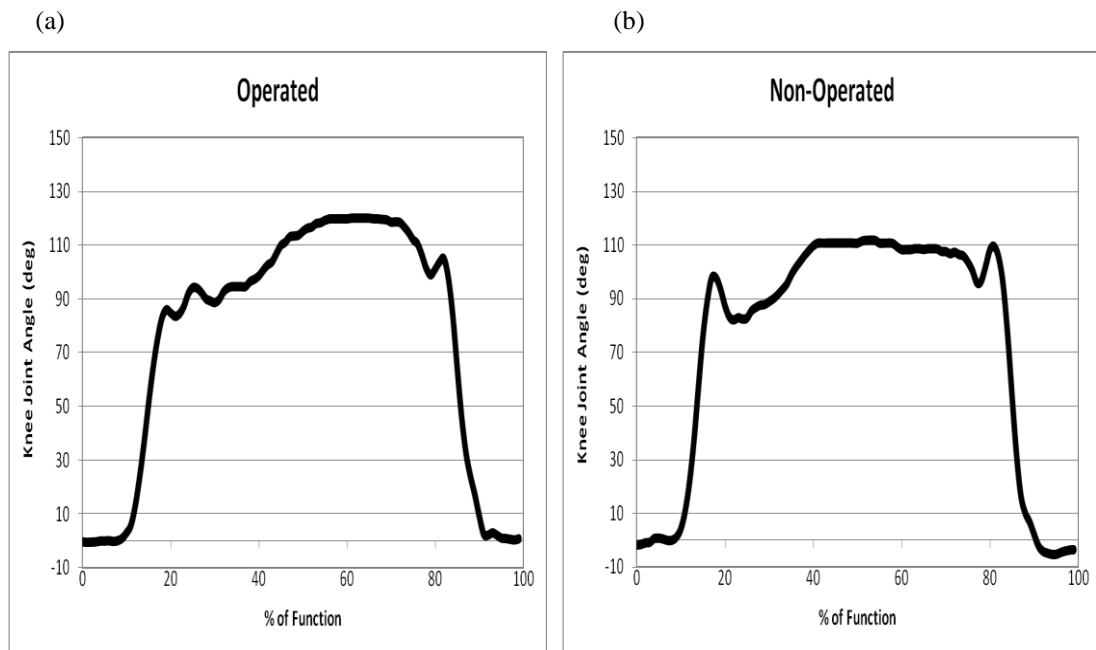 (a)
Operated
150
130
110
90
70
50
30
10
-10
Knee Joint Angle (deg)
0 20 40 60 80 100
% of Function
(b)
Non-Operated
150
130
110
90
70
50
30
10
-10
Knee Joint Angle (deg)
0 20 40 60 80 100
% of Function